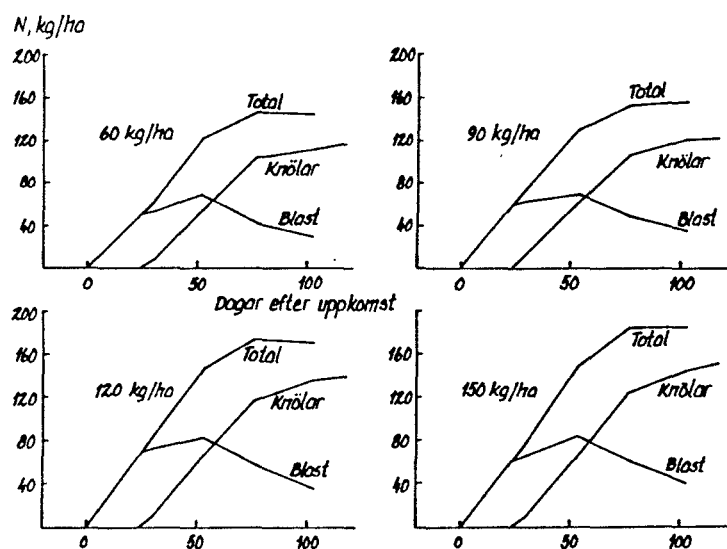 N, kg/ha
200
160
120
80
40
60 kg/ha
Total
Knölar
Blast
0 50 100
200
160
120
80
40
90 kg/ha
Total
Knölar
Blast
0 50 100
Dagar efter uppkomst
200
160
120
80
40
120 kg/ha
Total
Knölar
Blast
0 50 100
160
120
80
40
150 kg/ha
Total
Knölar
Blast
0 50 100